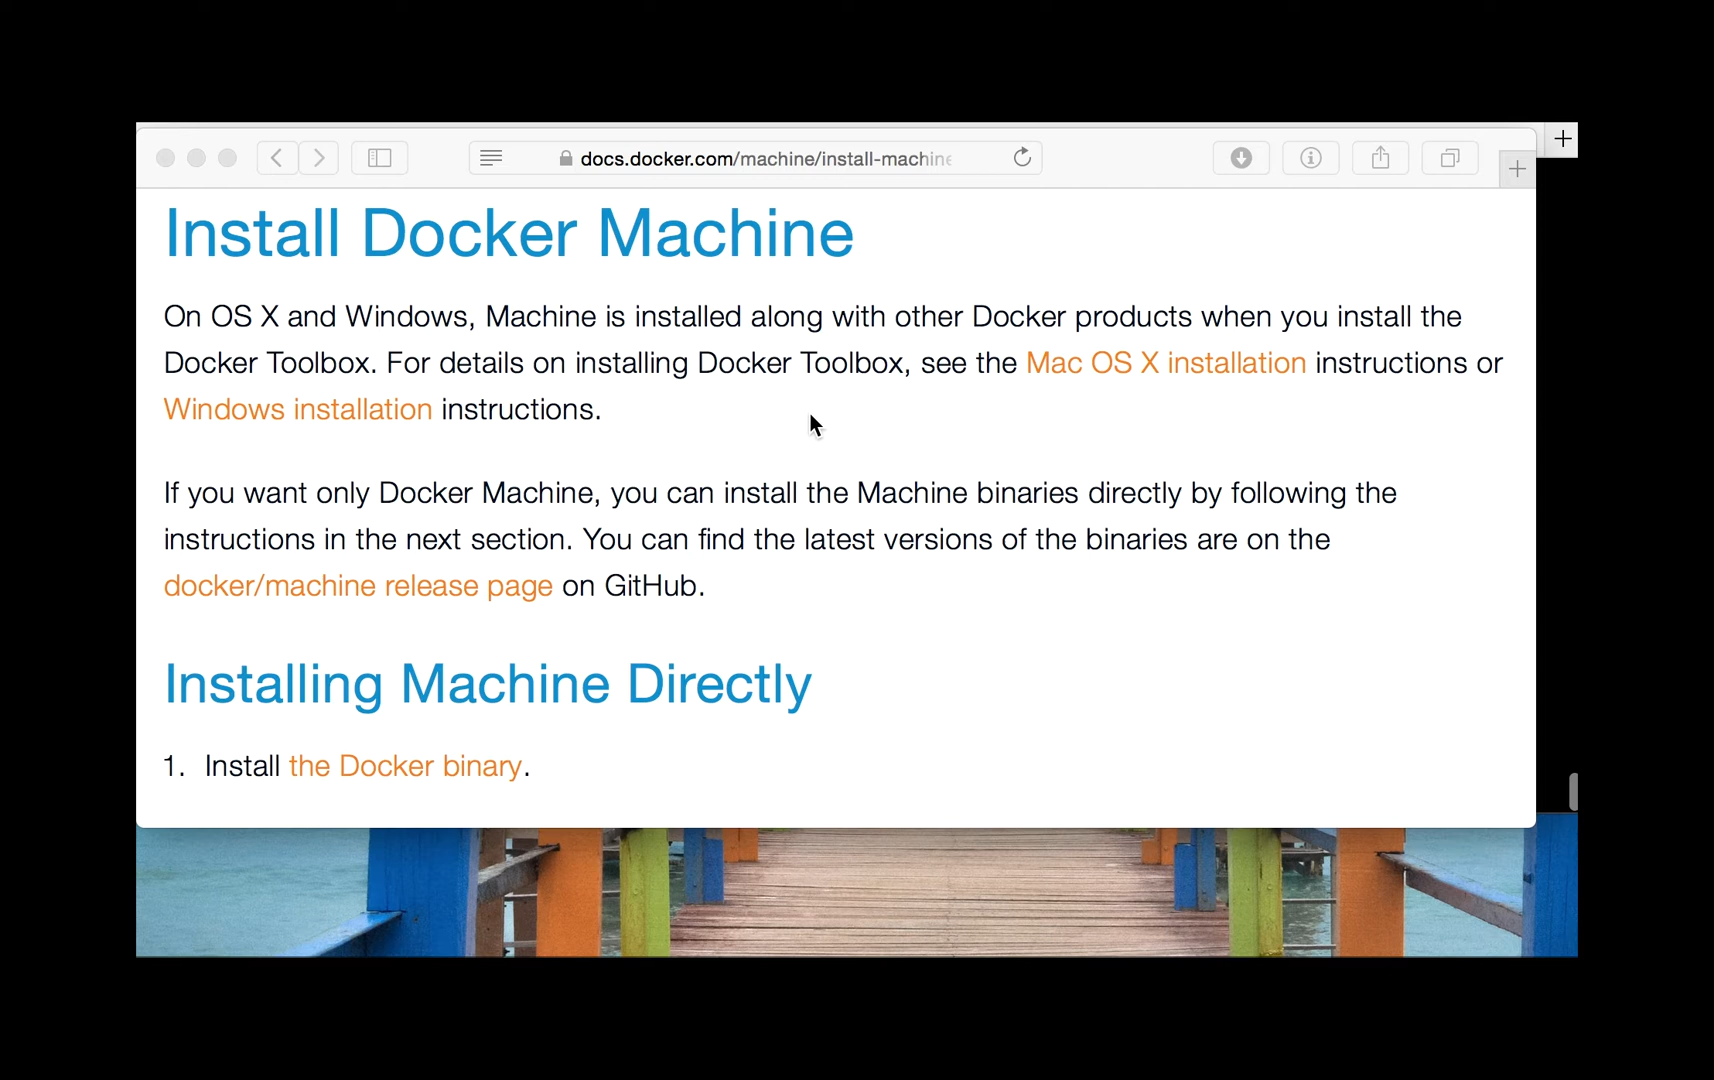 docs.docker.com/machine/install-machine
Install Docker Machine
On OS X and Windows, Machine is installed along with other Docker products when you install the
Docker Toolbox. For details on installing Docker Toolbox, see the Mac OS X installation instructions or
Windows installation instructions.
If you want only Docker Machine, you can install the Machine binaries directly by following the
instructions in the next section. You can find the latest versions of the binaries are on the
docker/machine release page on GitHub.
Installing Machine Directly
1. Install the Docker binary.